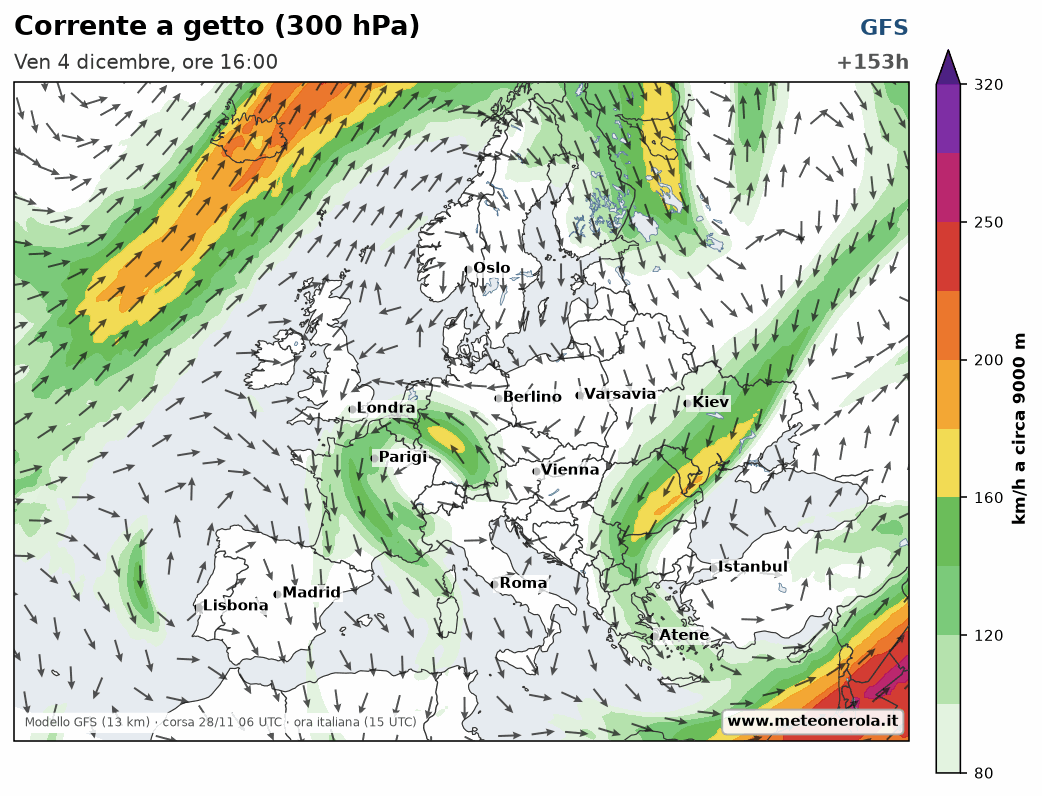 Corrente a getto (300 hPa)
GFS
Ven 4 dicembre, ore 16:00
+153h
320
250
200
160
120
80
km/h a circa 9000 m
Oslo
Berlino
Varsavia
Londra
Kiev
Parigi
Vienna
Istanbul
Roma
Madrid
Lisbona
Atene
Modello GFS (13 km) · corsa 28/11 06 UTC · ora italiana (15 UTC)
www.meteonerola.it